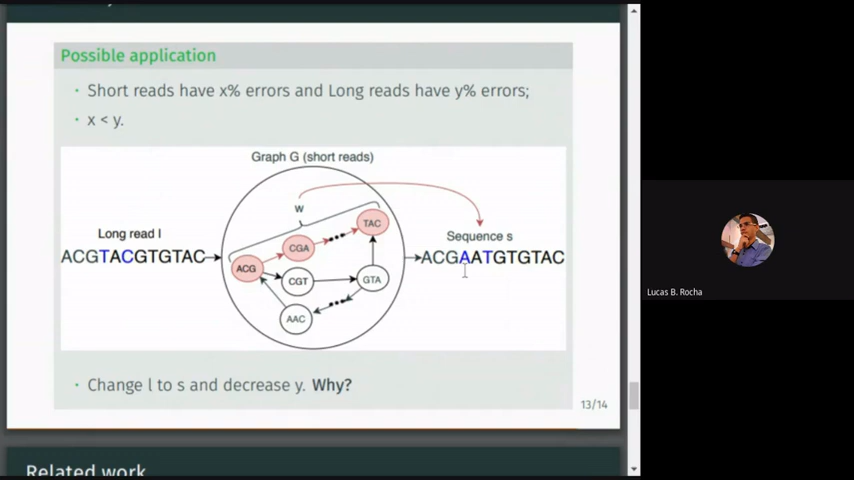 Possible application
· Short reads have x% errors and Long reads have y% errors;
· x < y.
Graph G (short reads)
W
TAC
Long read l
CGA
Sequence s
ACGTACGTGTAC
ACG
ACGAATGTGTAC
CGT
GTA
AAC
Lucas B. Rocha
· Change l to s and decrease y. Why?
13/14
Related work